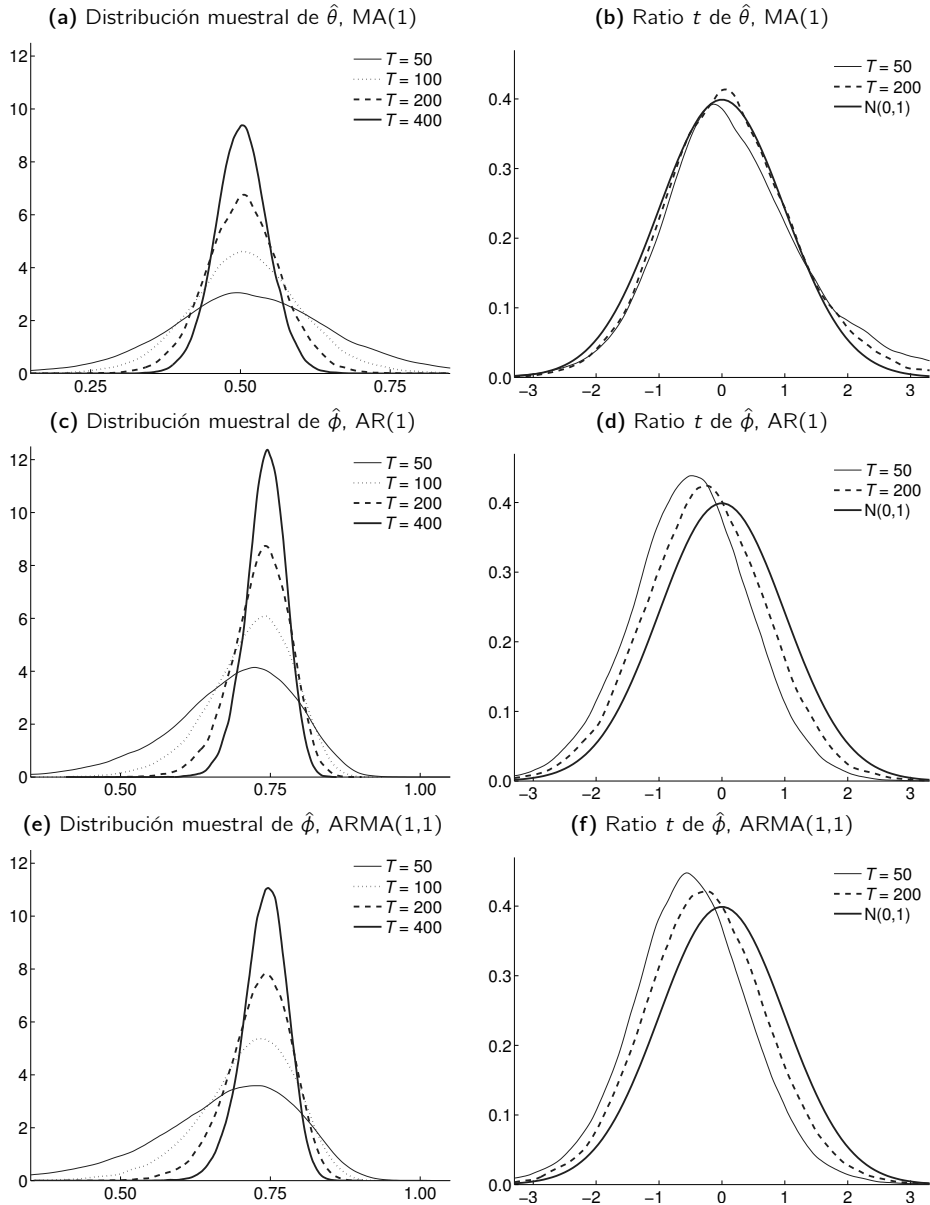 (a) Distribución muestral de θ̂, MA(1)
12
10
8
6
4
2
0
0.25
0.50
0.75
T = 50
T = 100
T = 200
T = 400
(b) Ratio t de θ̂, MA(1)
0.4
0.3
0.2
0.1
0.0
−3
−2
−1
0
1
2
3
T = 50
T = 200
N(0,1)
(c) Distribución muestral de ϕ̂, AR(1)
12
10
8
6
4
2
0
0.50
0.75
1.00
T = 50
T = 100
T = 200
T = 400
(d) Ratio t de ϕ̂, AR(1)
0.4
0.3
0.2
0.1
0.0
−3
−2
−1
0
1
2
3
T = 50
T = 200
N(0,1)
(e) Distribución muestral de ϕ̂, ARMA(1,1)
12
10
8
6
4
2
0
0.50
0.75
1.00
T = 50
T = 100
T = 200
T = 400
(f) Ratio t de ϕ̂, ARMA(1,1)
0.4
0.3
0.2
0.1
0.0
−3
−2
−1
0
1
2
3
T = 50
T = 200
N(0,1)